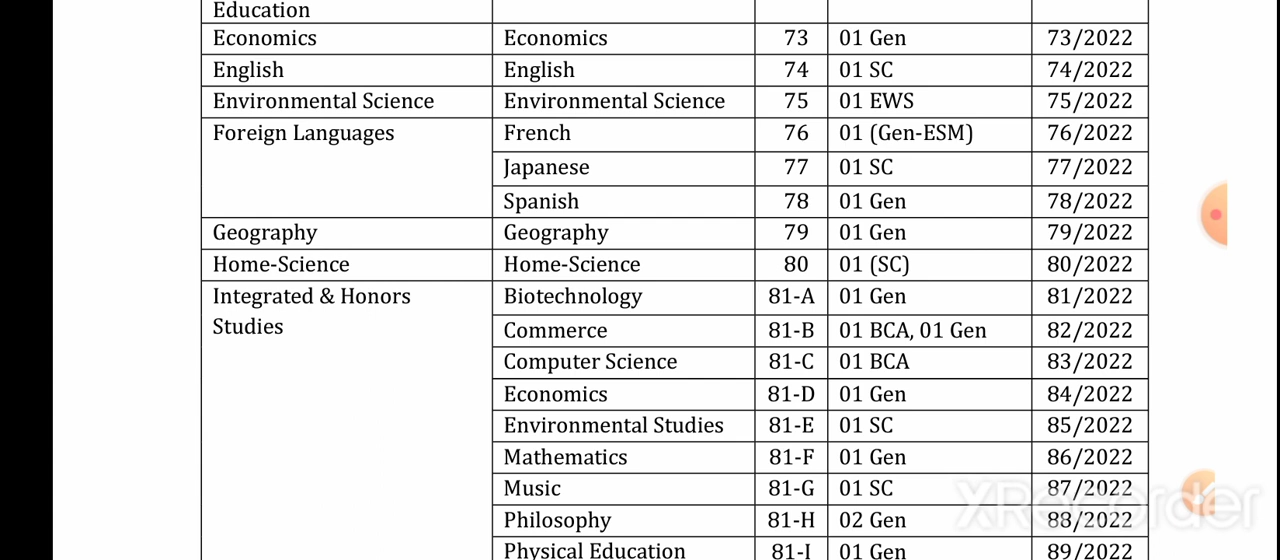 Education
Economics Economics 73 01 Gen 73/2022
English English 74 01 SC 74/2022
Environmental Science Environmental Science 75 01 EWS 75/2022
Foreign Languages French 76 01 (Gen-ESM) 76/2022
Japanese 77 01 SC 77/2022
Spanish 78 01 Gen 78/2022
Geography Geography 79 01 Gen 79/2022
Home-Science Home-Science 80 01 (SC) 80/2022
Integrated & Honors Biotechnology 81-A 01 Gen 81/2022
Studies
Commerce 81-B 01 BCA, 01 Gen 82/2022
Computer Science 81-C 01 BCA 83/2022
Economics 81-D 01 Gen 84/2022
Environmental Studies 81-E 01 SC 85/2022
Mathematics 81-F 01 Gen 86/2022
Music 81-G 01 SC 87/2022
Philosophy 81-H 02 Gen 88/2022
Physical Education 81-I 01 Gen 89/2022
XRecorder